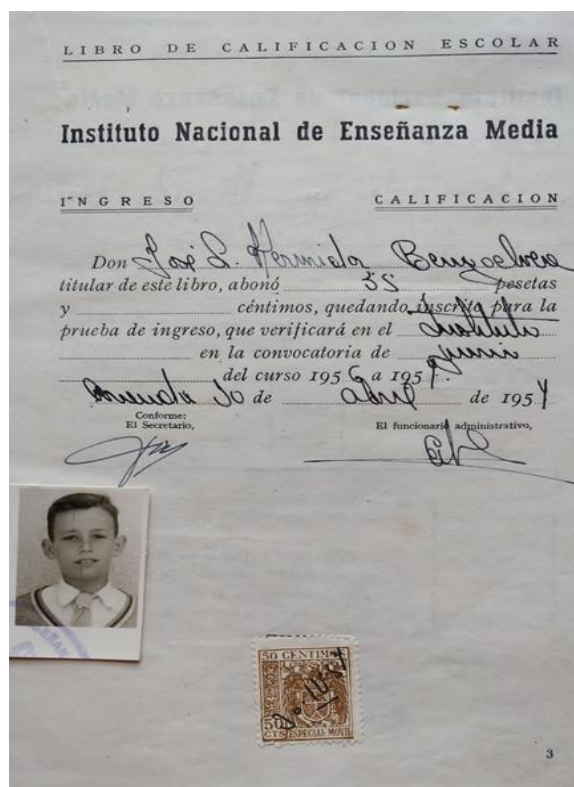 LIBRO DE CALIFICACION ESCOLAR
Instituto Nacional de Enseñanza Media
INGRESO CALIFICACION
Don José L. Hermida
titular de este libro, abonó 35 pesetas
y céntimos, quedando inscrito para la
prueba de ingreso, que verificará en el Instituto
en la convocatoria de junio
del curso 1956 a 1957.
30 de Abril de 1957
Conforme:
El Secretario,
El funcionario administrativo,
50 CENTIMOS
50
CTS ESPECIAL MOVIL
3